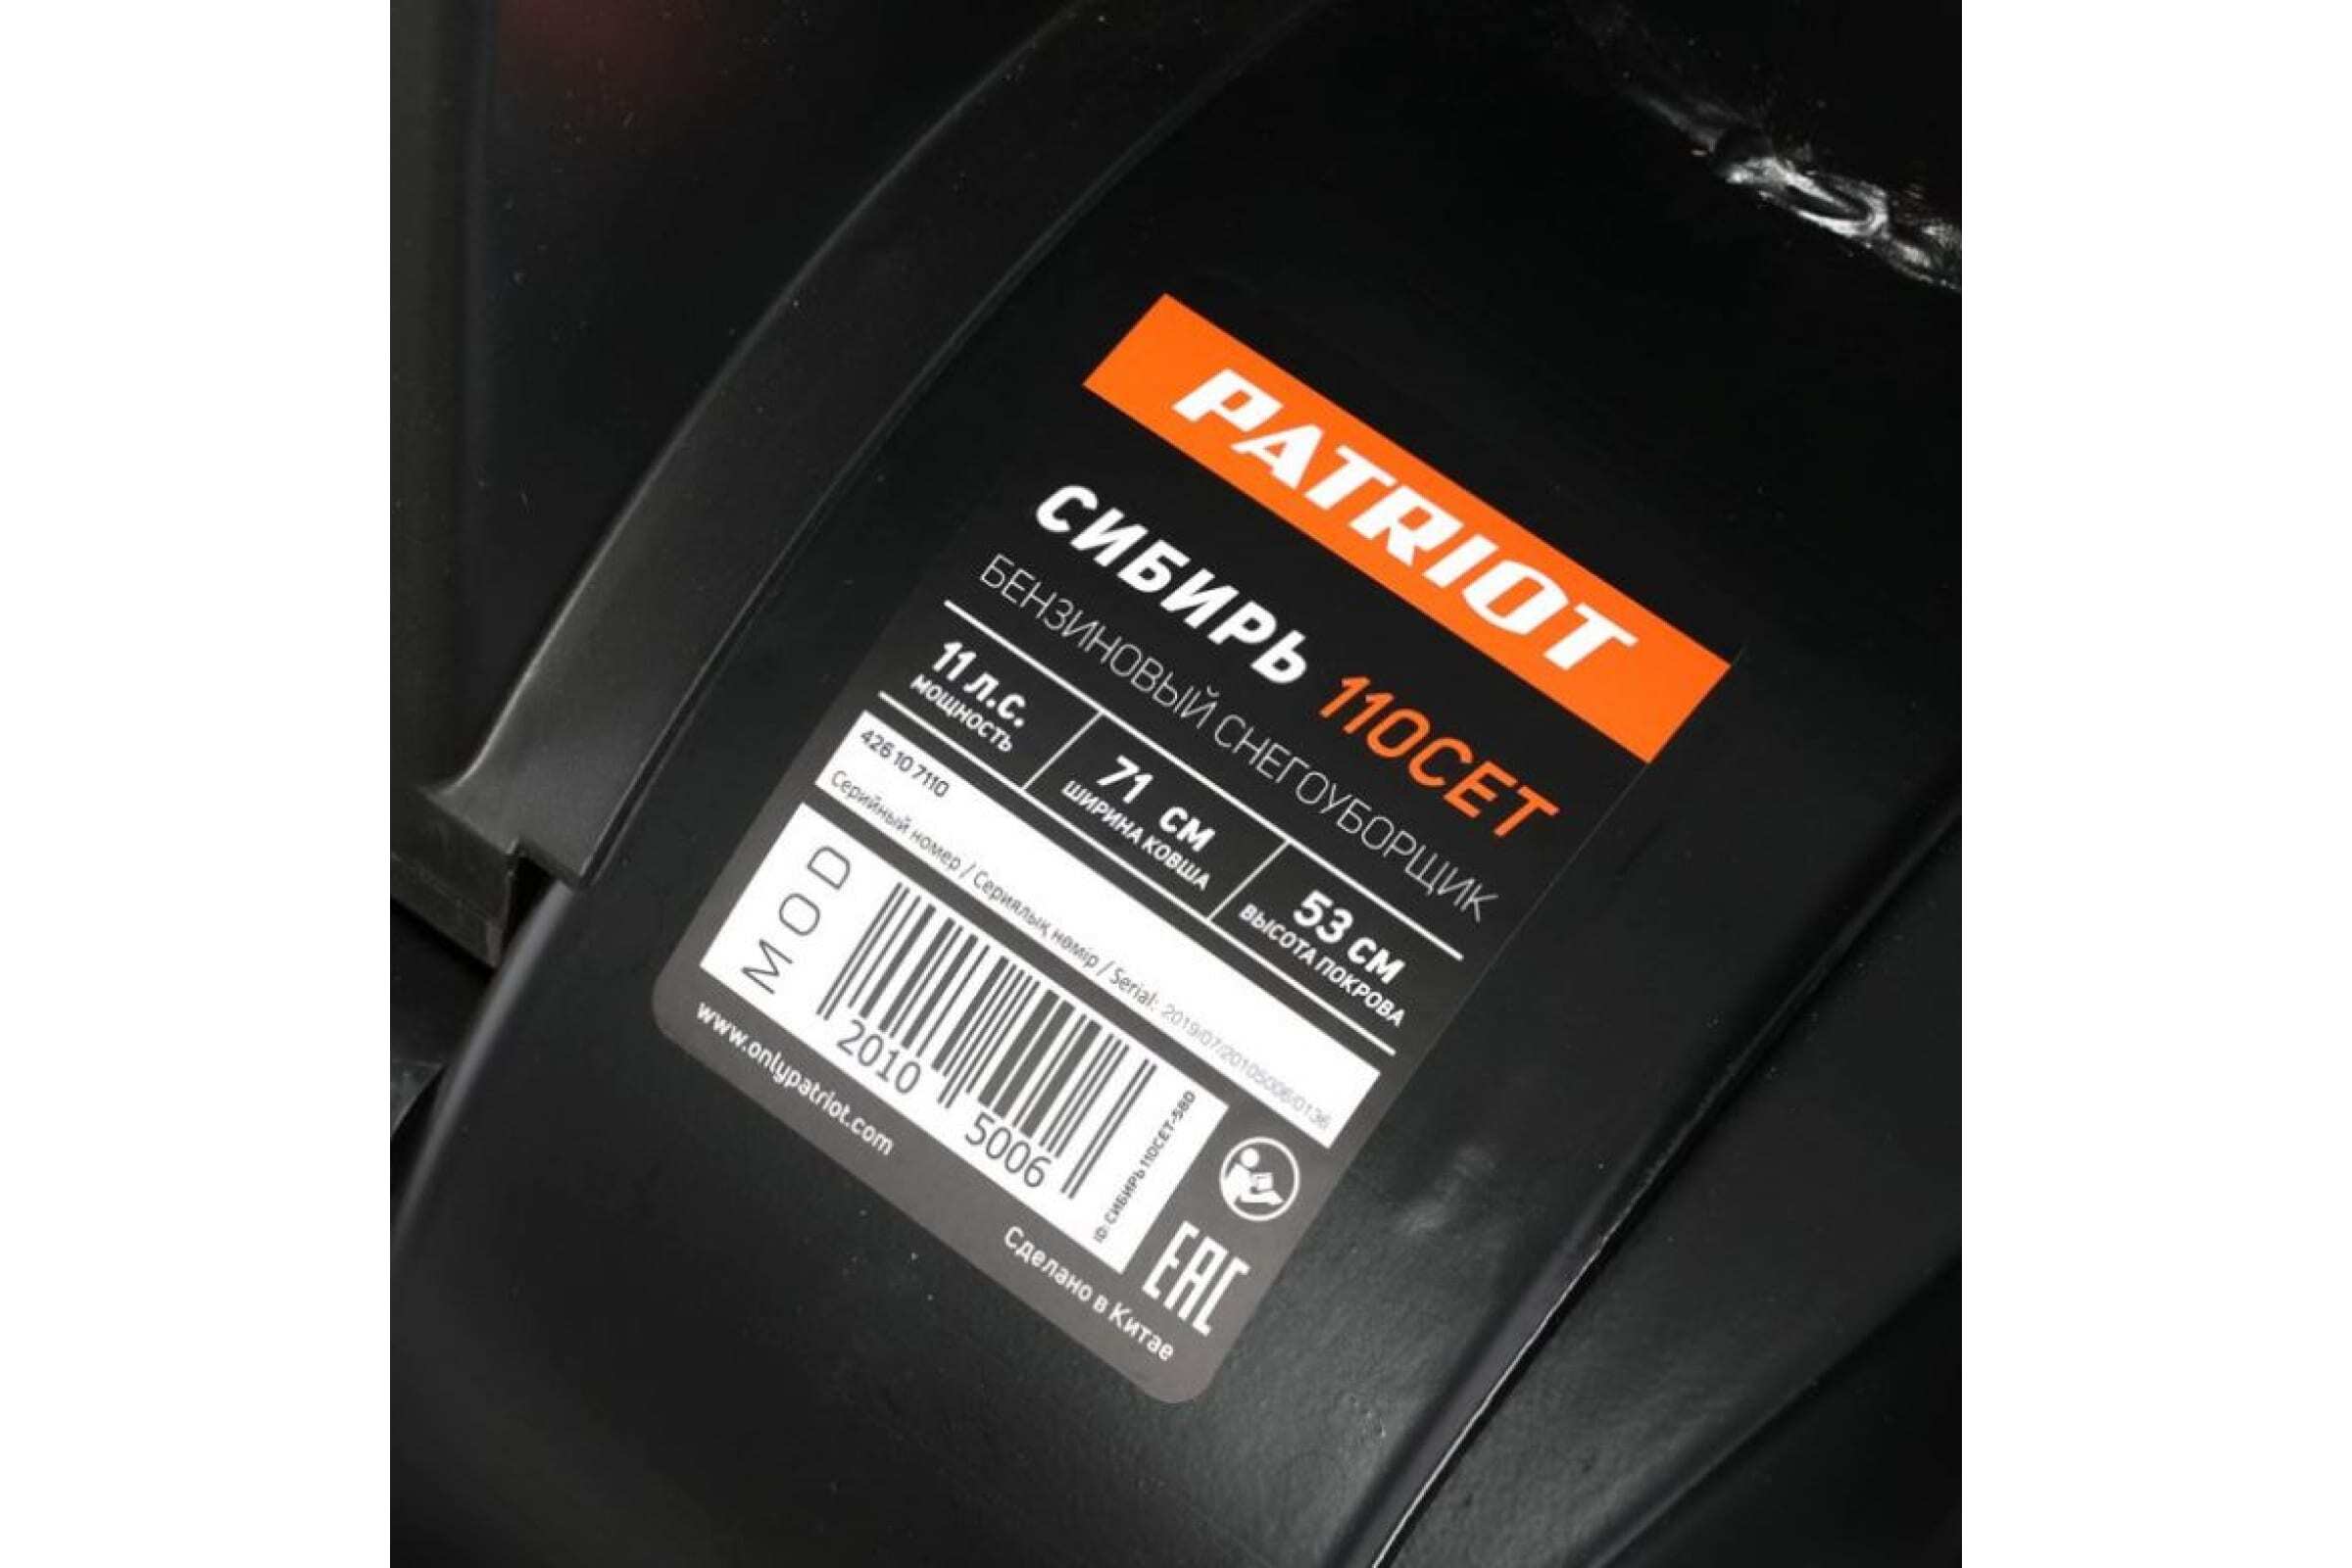 PATRIOT
СИБИРЬ 110СЕТ
БЕНЗИНОВЫЙ СНЕГОУБОРЩИК
11 л.с.
МОЩНОСТЬ
71 см
ШИРИНА КОВША
53 см
ВЫСОТА ПОКРОВА
426 10 7110
Серийный номер / Сериялық нөмір / Serial: 2019/07/20105006/0136
MOD
2010 5006
ID: СИБИРЬ 110СЕТ-580
EAC
www.onlypatriot.com
Сделано в Китае